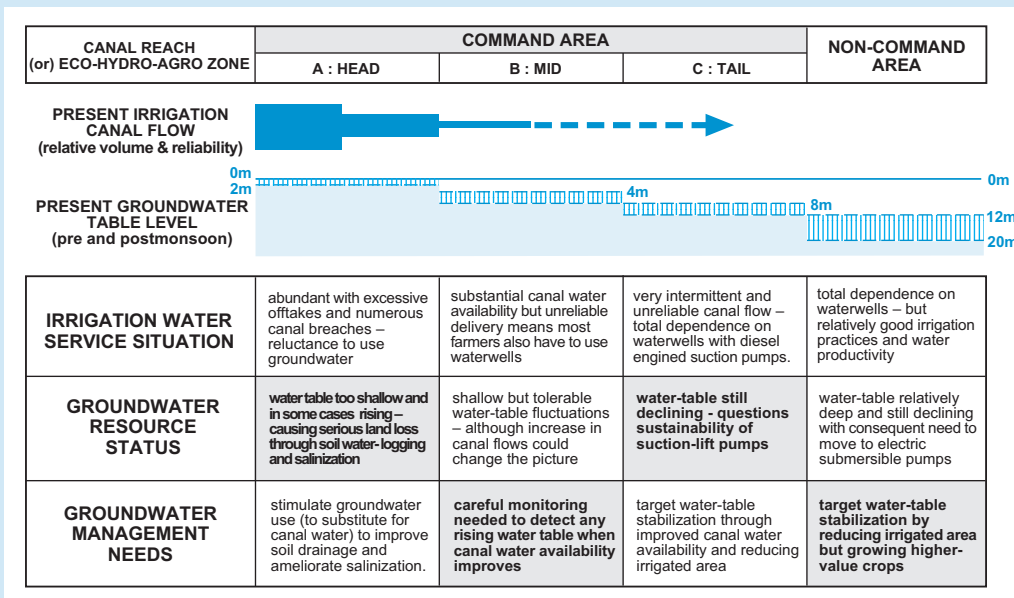 CANAL REACH
(or) ECO-HYDRO-AGRO ZONE
COMMAND AREA
A : HEAD
B : MID
C : TAIL
NON-COMMAND
AREA
PRESENT IRRIGATION
CANAL FLOW
(relative volume & reliability)
0m
2m
PRESENT GROUNDWATER
TABLE LEVEL
(pre and postmonsoon)
4m
8m
0m
12m
20m
IRRIGATION WATER
SERVICE SITUATION
abundant with excessive
offtakes and numerous
canal breaches –
reluctance to use
groundwater
substantial canal water
availability but unreliable
delivery means most
farmers also have to use
waterwells
very intermittent and
unreliable canal flow –
total dependence on
waterwells with diesel
engined suction pumps.
total dependence on
waterwells – but
relatively good irrigation
practices and water
productivity
GROUNDWATER
RESOURCE
STATUS
water table too shallow and
in some cases rising –
causing serious land loss
through soil water-logging
and salinization
shallow but tolerable
water-table fluctuations
– although increase in
canal flows could
change the picture
water-table still
declining - questions
sustainability of
suction-lift pumps
water-table relatively
deep and still declining
with consequent need to
move to electric
submersible pumps
GROUNDWATER
MANAGEMENT
NEEDS
stimulate groundwater
use (to substitute for
canal water) to improve
soil drainage and
ameliorate salinization.
careful monitoring
needed to detect any
rising water table when
canal water availability
improves
target water-table
stabilization through
improved canal water
availability and reducing
irrigated area
target water-table
stabilization by
reducing irrigated area
but growing higher-
value crops